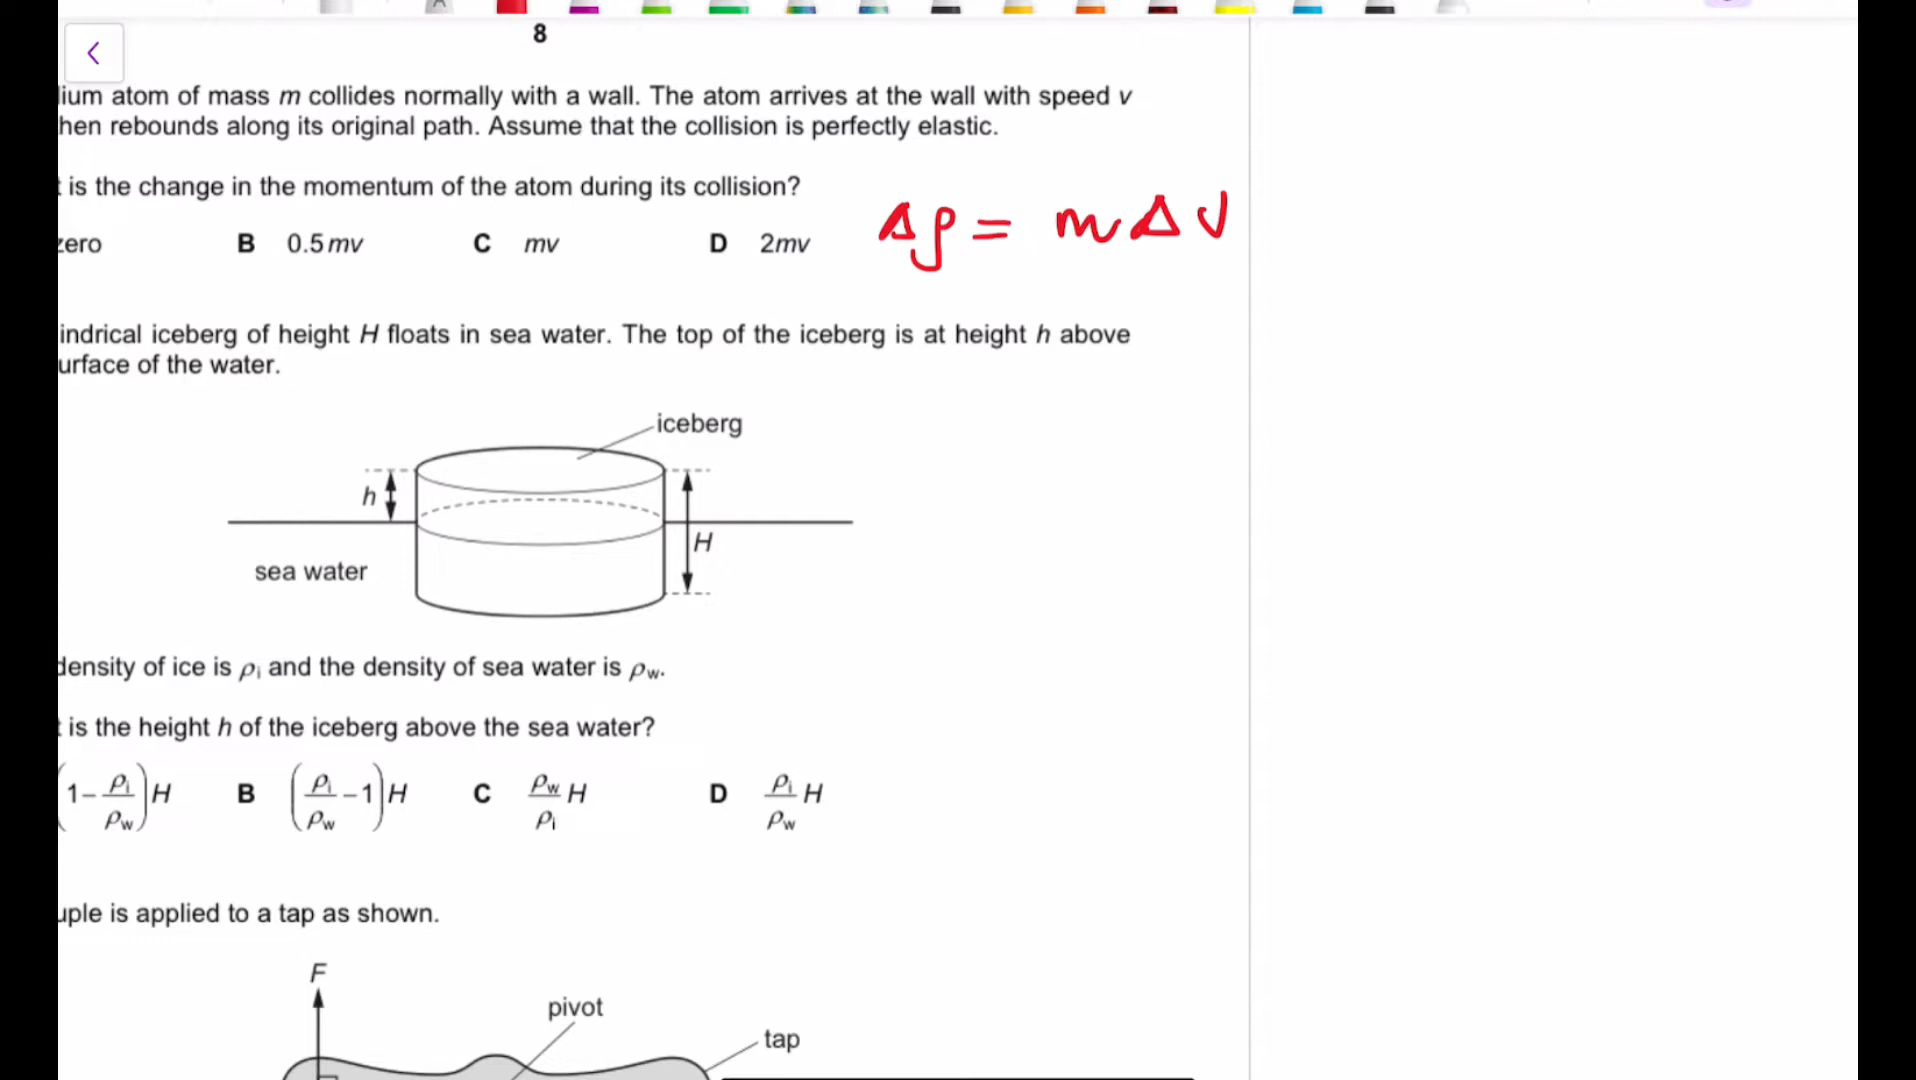 8
lium atom of mass m collides normally with a wall. The atom arrives at the wall with speed v
hen rebounds along its original path. Assume that the collision is perfectly elastic.
t is the change in the momentum of the atom during its collision?
zero B 0.5mv C mv D 2mv
Δp = mΔv
indrical iceberg of height H floats in sea water. The top of the iceberg is at height h above
urface of the water.
iceberg
h
H
sea water
density of ice is ρi and the density of sea water is ρw.
t is the height h of the iceberg above the sea water?
(1 – ρi/ρw)H B (ρi/ρw – 1)H C ρw/ρi H D ρi/ρw H
uple is applied to a tap as shown.
F
pivot
tap